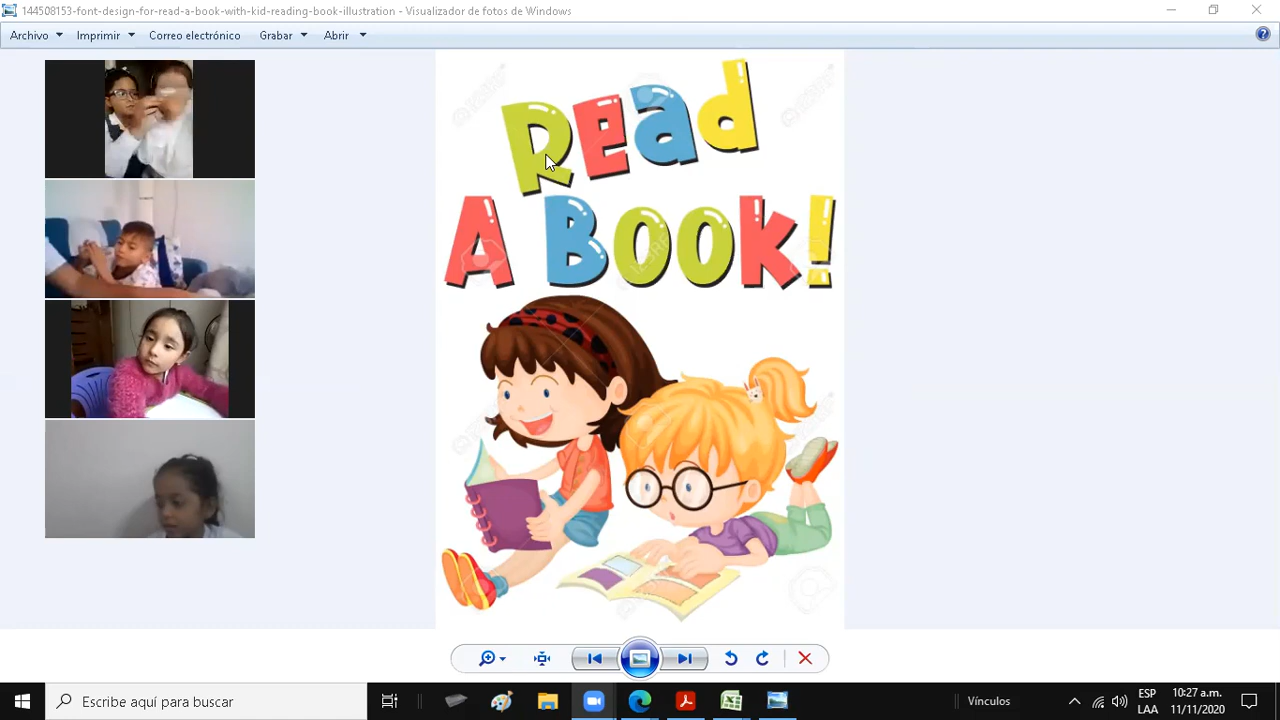 144508153-font-design-for-read-a-book-with-kid-reading-book-illustration - Visualizador de fotos de Windows
Archivo Imprimir Correo electrónico Grabar Abrir
Read
A Book!
Escribe aquí para buscar
Vínculos
ESP
LAA
10:27 a.m.
11/11/2020